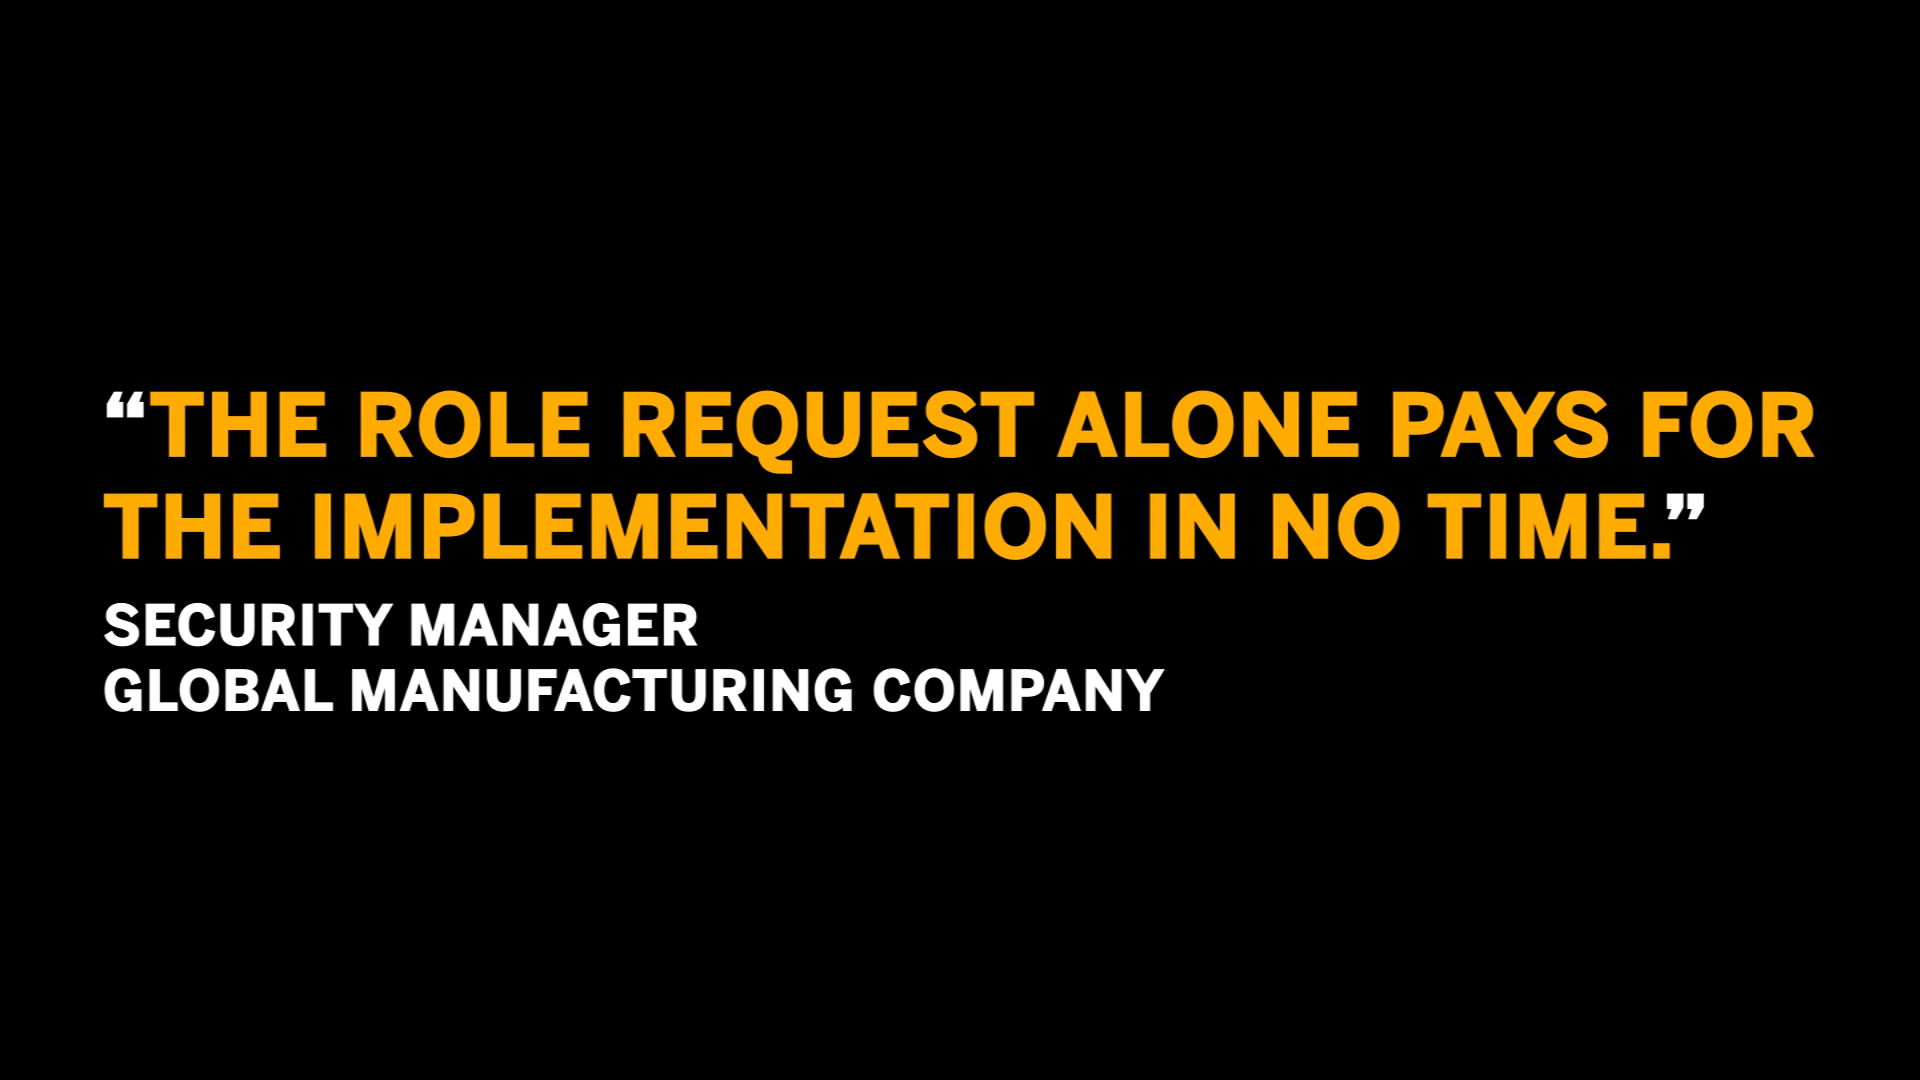 “THE ROLE REQUEST ALONE PAYS FOR
THE IMPLEMENTATION IN NO TIME.”
SECURITY MANAGER
GLOBAL MANUFACTURING COMPANY